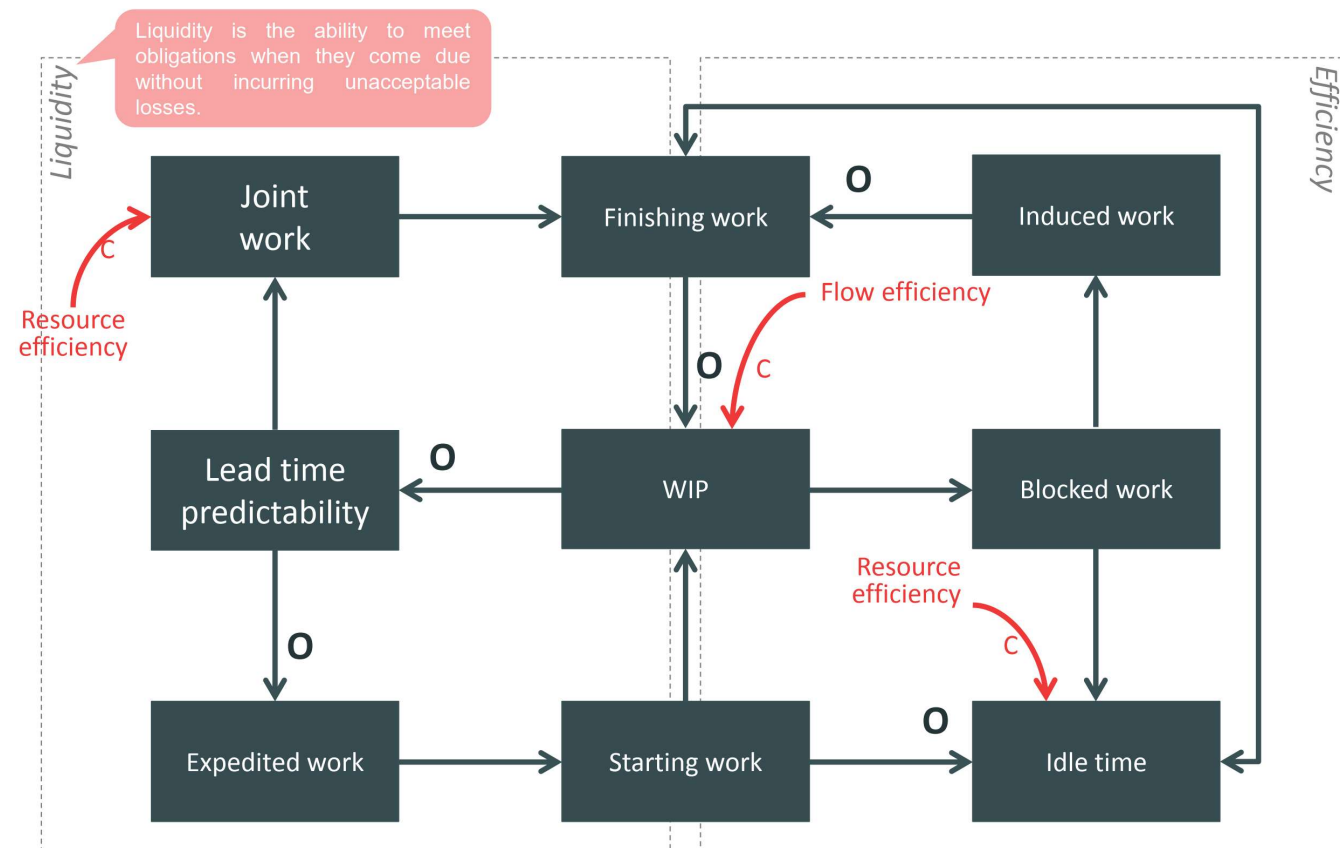 Liquidity is the ability to meet
obligations when they come due
without incurring unacceptable
losses.
Liquidity
Efficiency
Joint
work
Finishing work
O
Induced work
C
Resource
efficiency
Flow efficiency
O
C
Lead time
predictability
O
WIP
Blocked work
Resource
efficiency
C
O
O
Expedited work
Starting work
Idle time